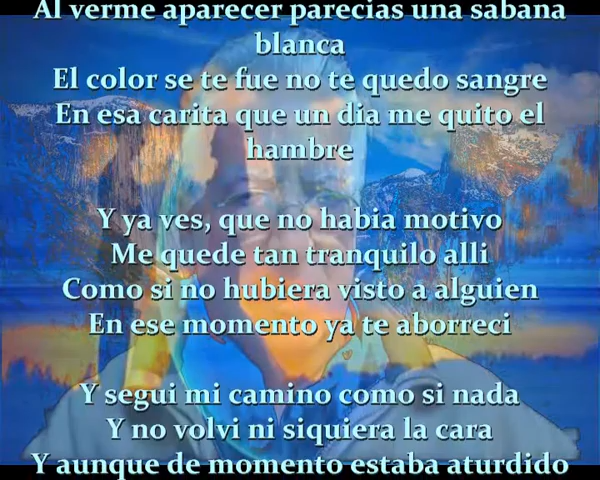 Al verme aparecer parecias una sabana
blanca
El color se te fue no te quedo sangre
En esa carita que un dia me quito el
hambre
Y ya ves, que no habia motivo
Me quede tan tranquilo alli
Como si no hubiera visto a alguien
En ese momento ya te aborreci
Y segui mi camino como si nada
Y no volvi ni siquiera la cara
Y aunque de momento estaba aturdido